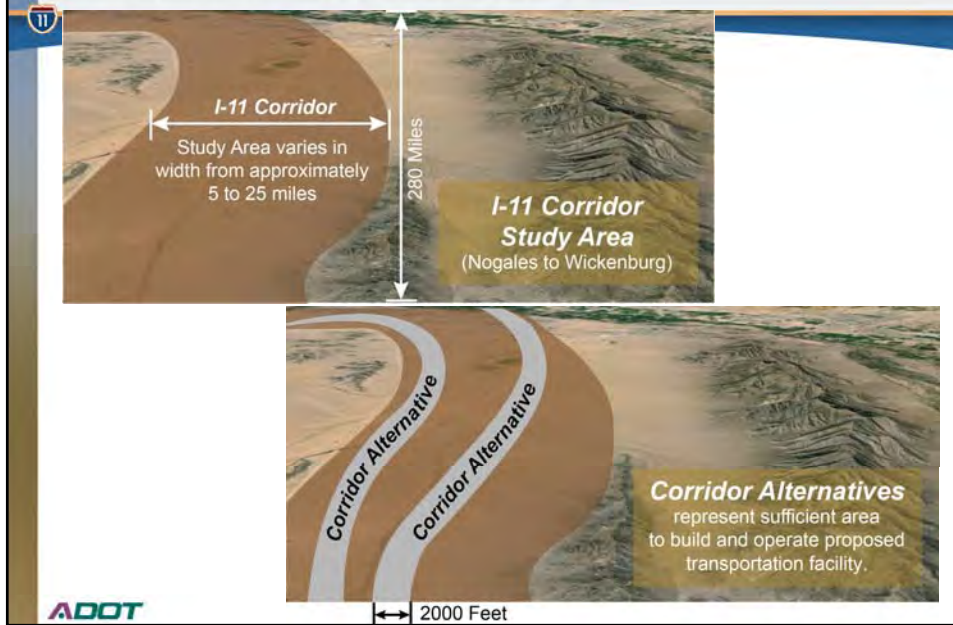 11
I-11 Corridor
Study Area varies in
width from approximately
5 to 25 miles
280 Miles
I-11 Corridor
Study Area
(Nogales to Wickenburg)
Corridor Alternative
Corridor Alternative
Corridor Alternatives
represent sufficient area
to build and operate proposed
transportation facility.
ADOT
2000 Feet